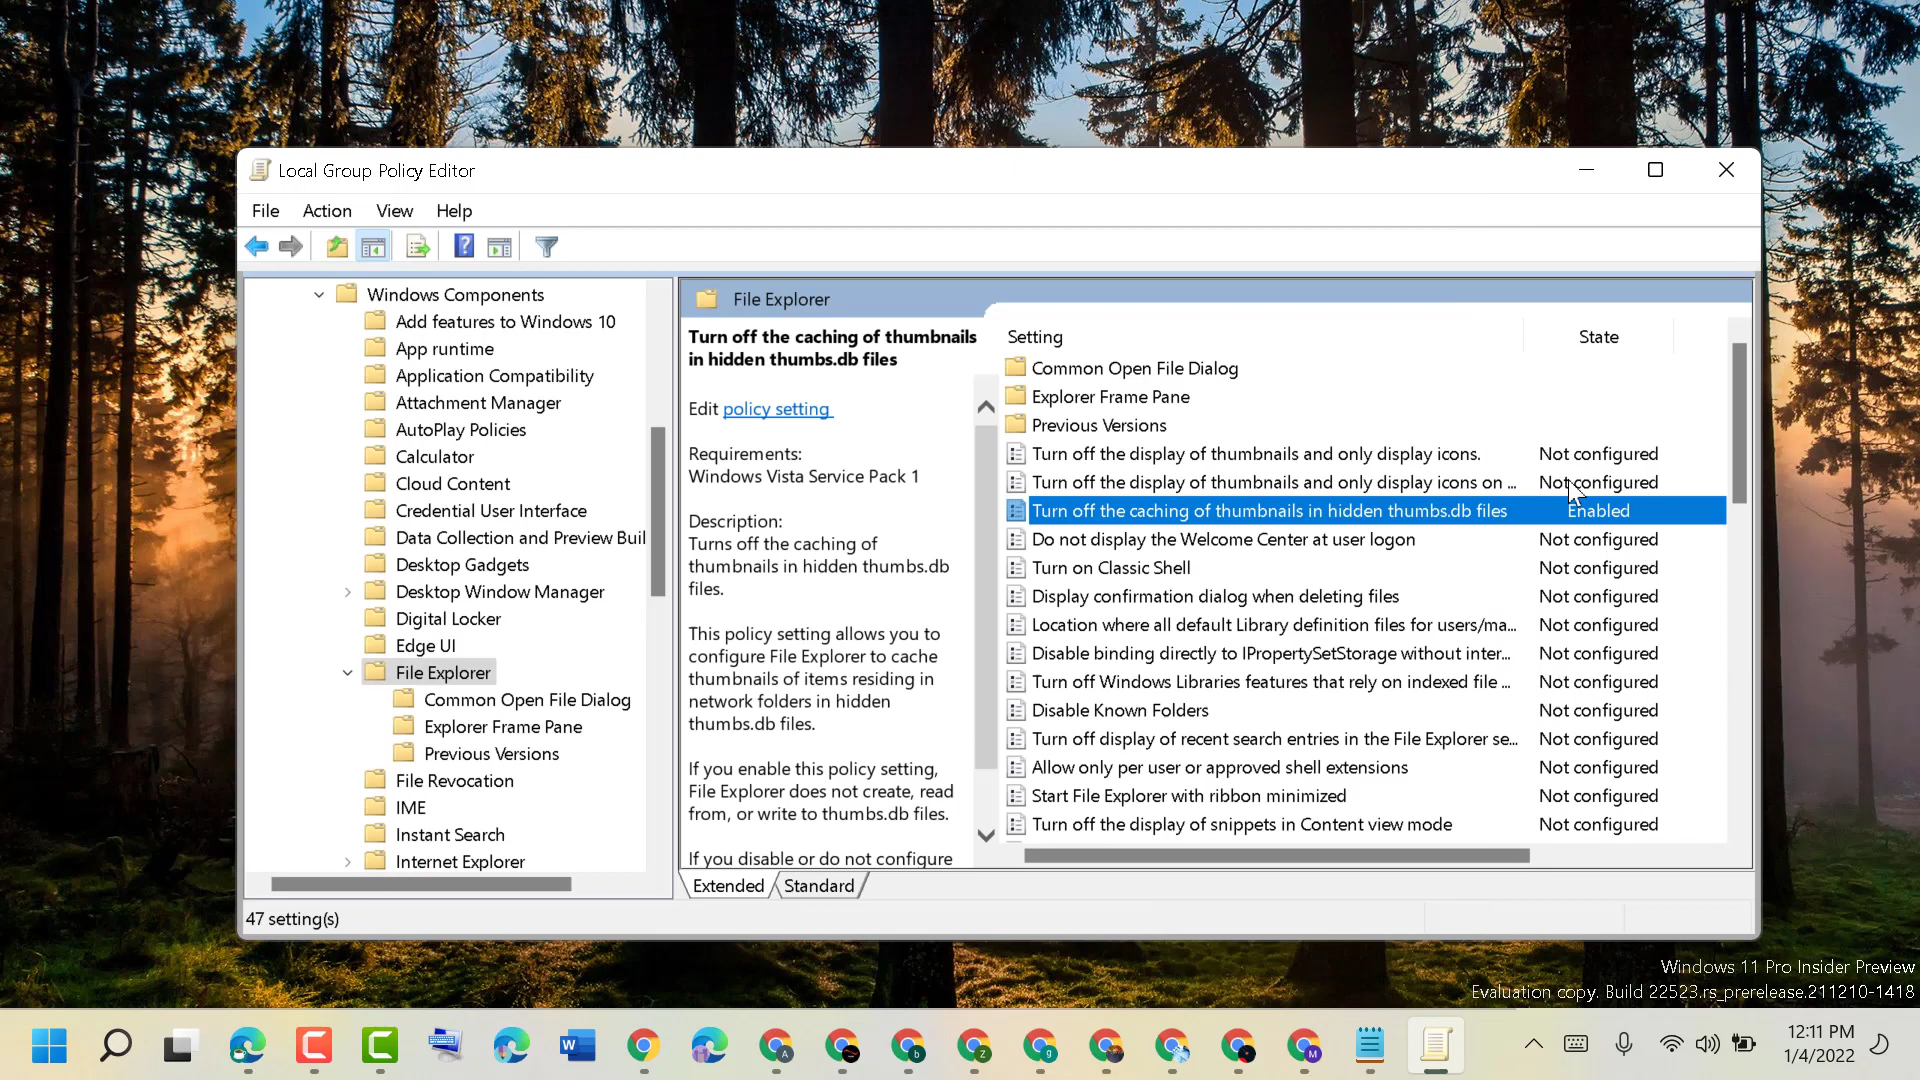 Local Group Policy Editor
File Action View Help
Windows Components
Add features to Windows 10
App runtime
Application Compatibility
Attachment Manager
AutoPlay Policies
Calculator
Cloud Content
Credential User Interface
Data Collection and Preview Buil
Desktop Gadgets
Desktop Window Manager
Digital Locker
Edge UI
File Explorer
Common Open File Dialog
Explorer Frame Pane
Previous Versions
File Revocation
IME
Instant Search
Internet Explorer
File Explorer
Turn off the caching of thumbnails
in hidden thumbs.db files
Edit policy setting
Requirements:
Windows Vista Service Pack 1
Description:
Turns off the caching of
thumbnails in hidden thumbs.db
files.
This policy setting allows you to
configure File Explorer to cache
thumbnails of items residing in
network folders in hidden
thumbs.db files.
If you enable this policy setting,
File Explorer does not create, read
from, or write to thumbs.db files.
If you disable or do not configure
Setting State
Common Open File Dialog
Explorer Frame Pane
Previous Versions
Turn off the display of thumbnails and only display icons. Not configured
Turn off the display of thumbnails and only display icons on ... Not configured
Turn off the caching of thumbnails in hidden thumbs.db files Enabled
Do not display the Welcome Center at user logon Not configured
Turn on Classic Shell Not configured
Display confirmation dialog when deleting files Not configured
Location where all default Library definition files for users/ma... Not configured
Disable binding directly to IPropertySetStorage without inter... Not configured
Turn off Windows Libraries features that rely on indexed file ... Not configured
Disable Known Folders Not configured
Turn off display of recent search entries in the File Explorer se... Not configured
Allow only per user or approved shell extensions Not configured
Start File Explorer with ribbon minimized Not configured
Turn off the display of snippets in Content view mode Not configured
Extended Standard
47 setting(s)
Windows 11 Pro Insider Preview
Evaluation copy. Build 22523.rs_prerelease.211210-1418
12:11 PM
1/4/2022